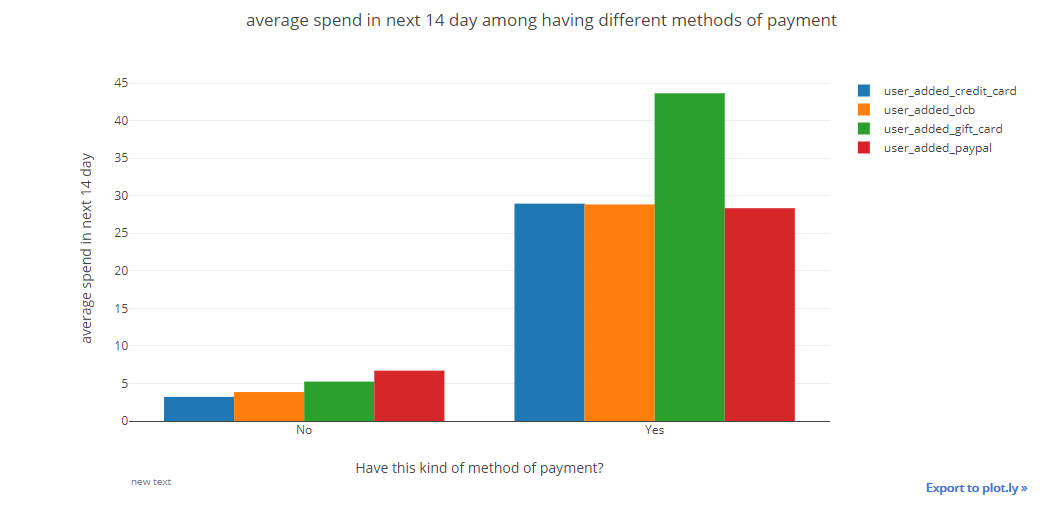 average spend in next 14 day among having different methods of payment
average spend in next 14 day
45
40
35
30
25
20
15
10
5
0
No
Yes
Have this kind of method of payment?
user_added_credit_card
user_added_dcb
user_added_gift_card
user_added_paypal
new text
Export to plot.ly »